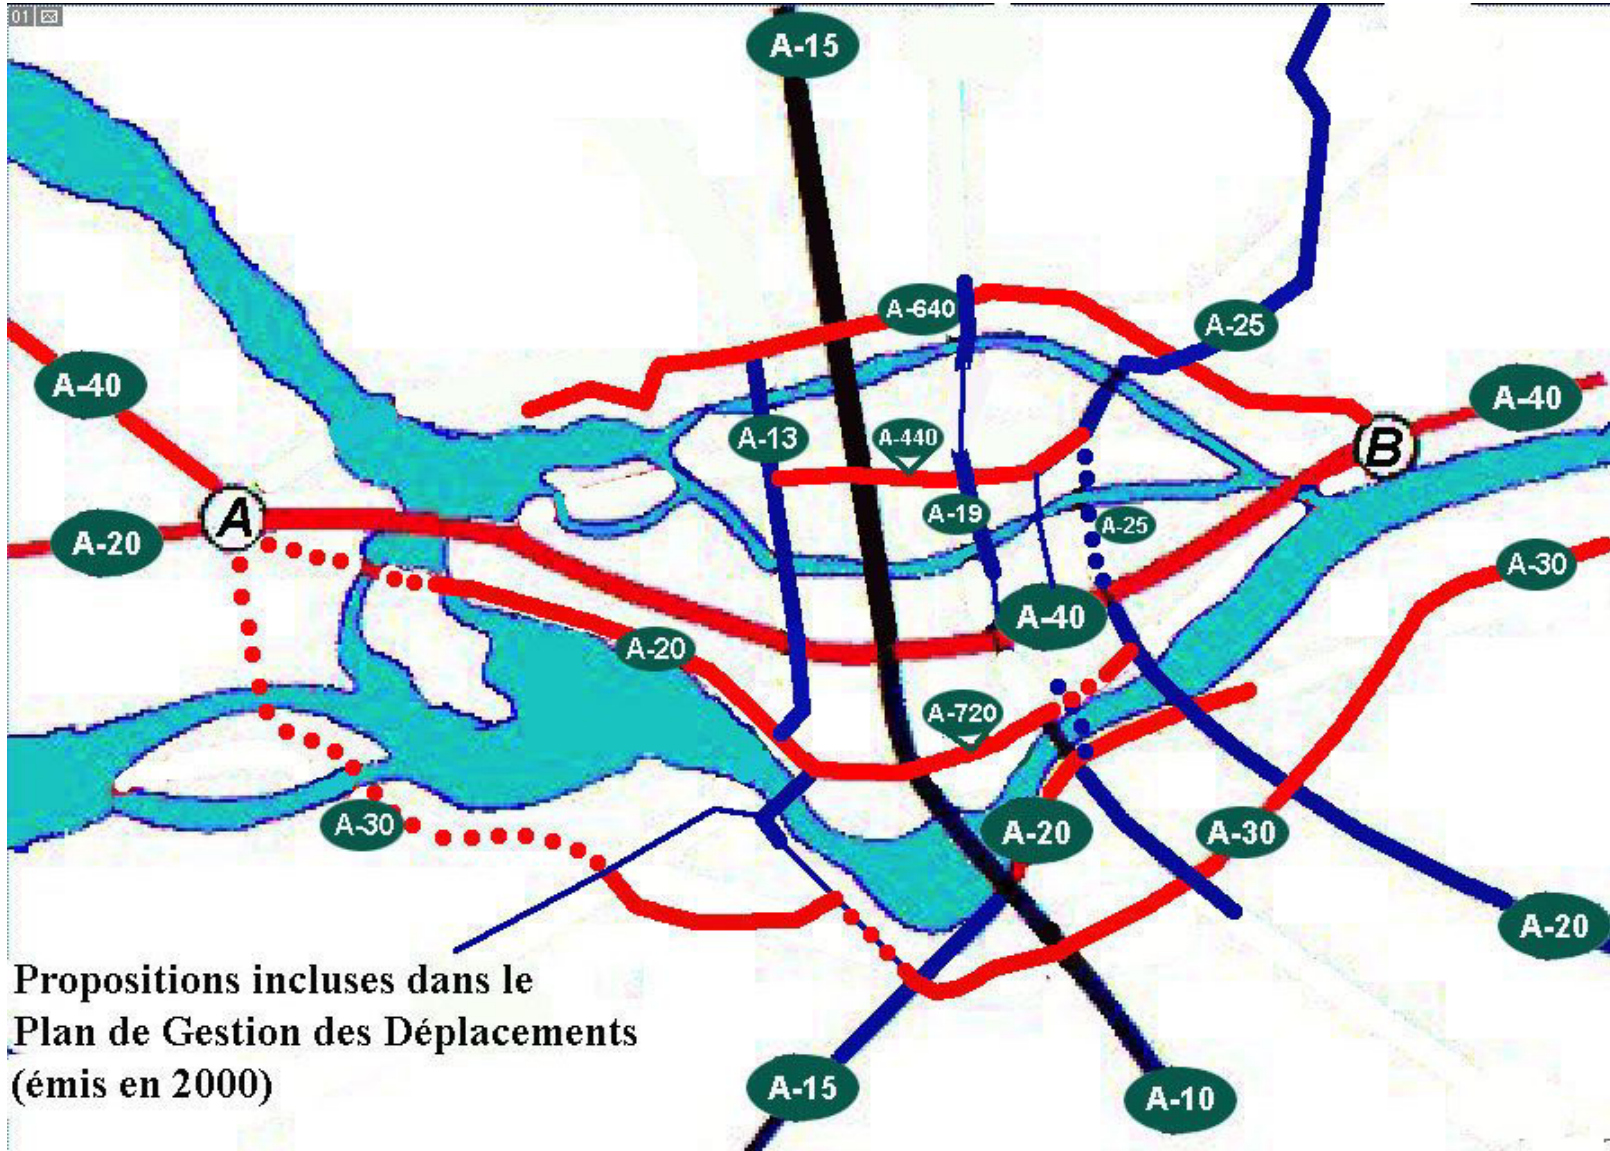 01
A-15
A-640
A-25
A-40
A-40
A-13
A-440
B
A
A-19
A-25
A-20
A-30
A-40
A-20
A-720
A-30
A-20
A-30
A-20
Propositions incluses dans le
Plan de Gestion des Déplacements
(émis en 2000)
A-15
A-10